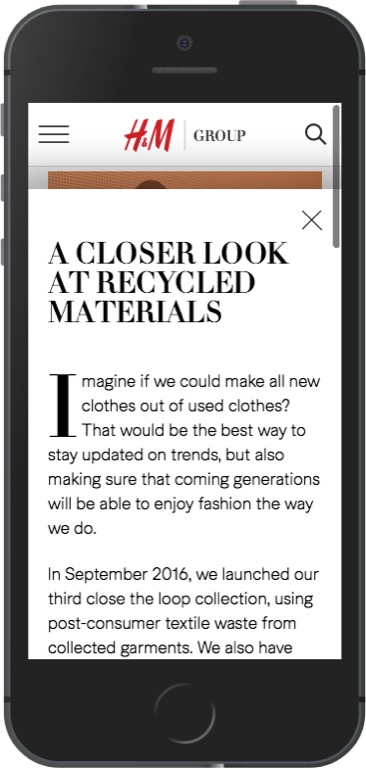 H&M GROUP
A CLOSER LOOK
AT RECYCLED
MATERIALS
Imagine if we could make all new
clothes out of used clothes?
That would be the best way to
stay updated on trends, but also
making sure that coming generations
will be able to enjoy fashion the way
we do.
In September 2016, we launched our
third close the loop collection, using
post-consumer textile waste from
collected garments. We also have